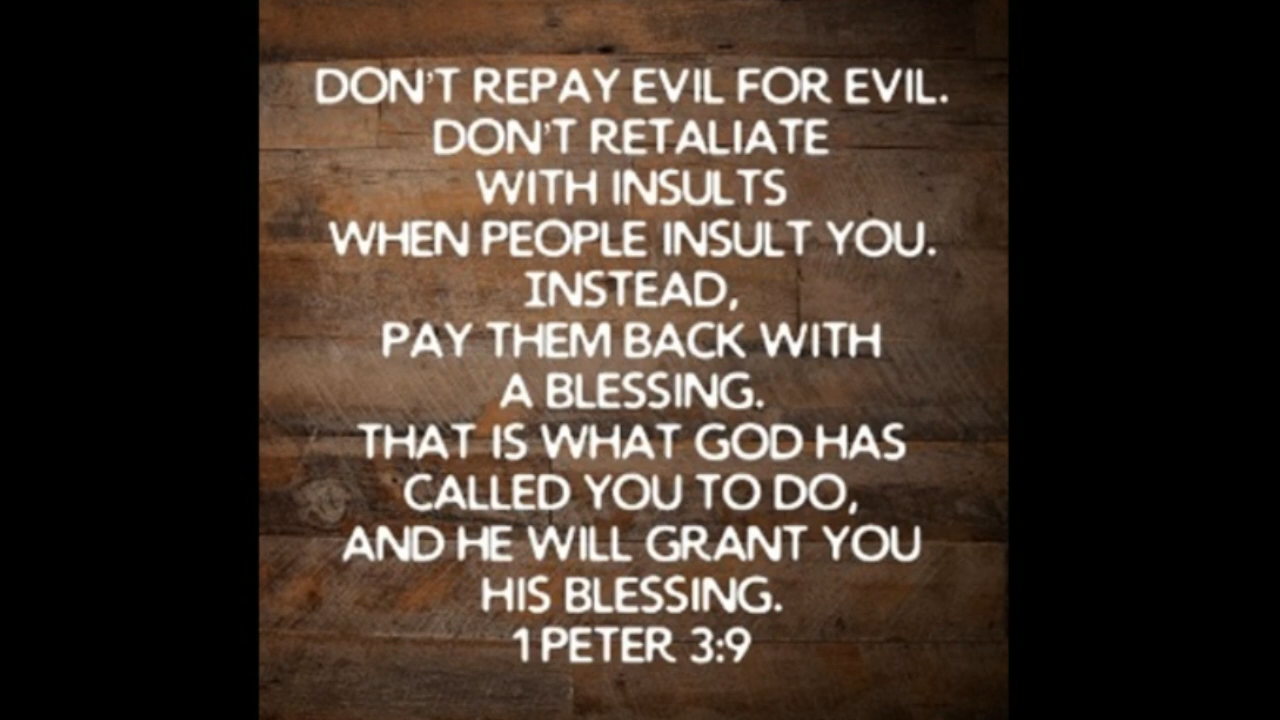 DON'T REPAY EVIL FOR EVIL.
DON'T RETALIATE
WITH INSULTS
WHEN PEOPLE INSULT YOU.
INSTEAD,
PAY THEM BACK WITH
A BLESSING.
THAT IS WHAT GOD HAS
CALLED YOU TO DO,
AND HE WILL GRANT YOU
HIS BLESSING.
1 PETER 3:9